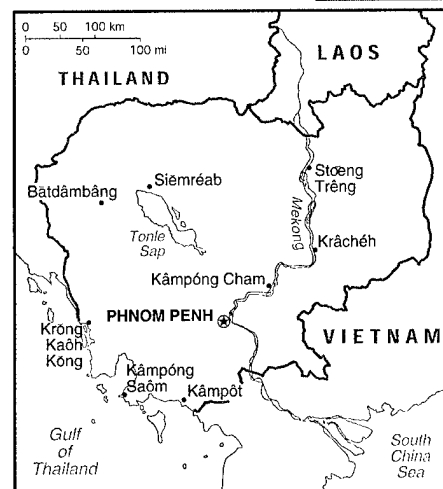 0 50 100 km
0 50 100 mi
LAOS
THAILAND
Stœng
Trêng
Siĕmréab
Bătdâmbâng
Mekong
Tonle
Sap
Krâchéh
Kâmpóng Cham
PHNOM PENH
VIETNAM
Krŏng
Kaôh
Kŏng
Kâmpóng
Saôm
Kâmpôt
Gulf
of
Thailand
South
China
Sea